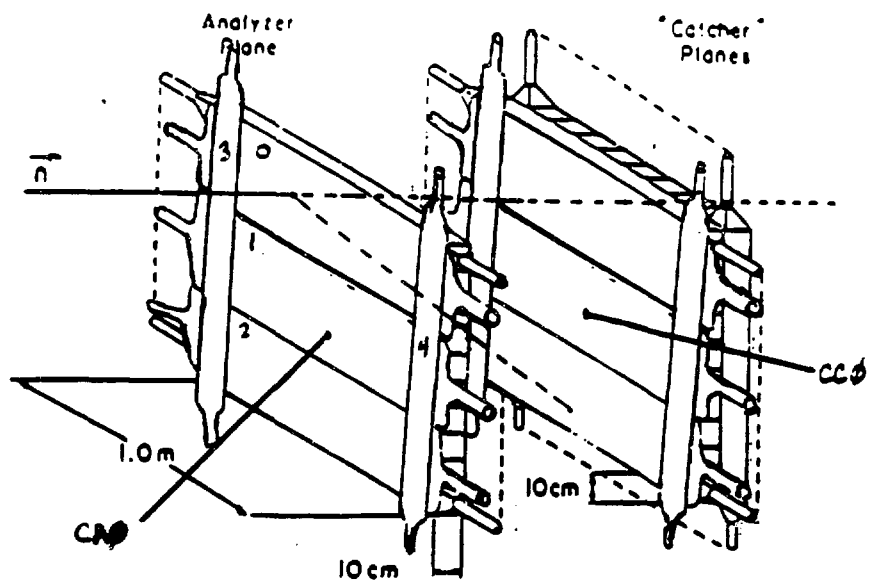 Analyzer
Plane
"Catcher"
Planes
3
0
n
1
2
4
CCØ
1.0m
10cm
CAØ
10cm